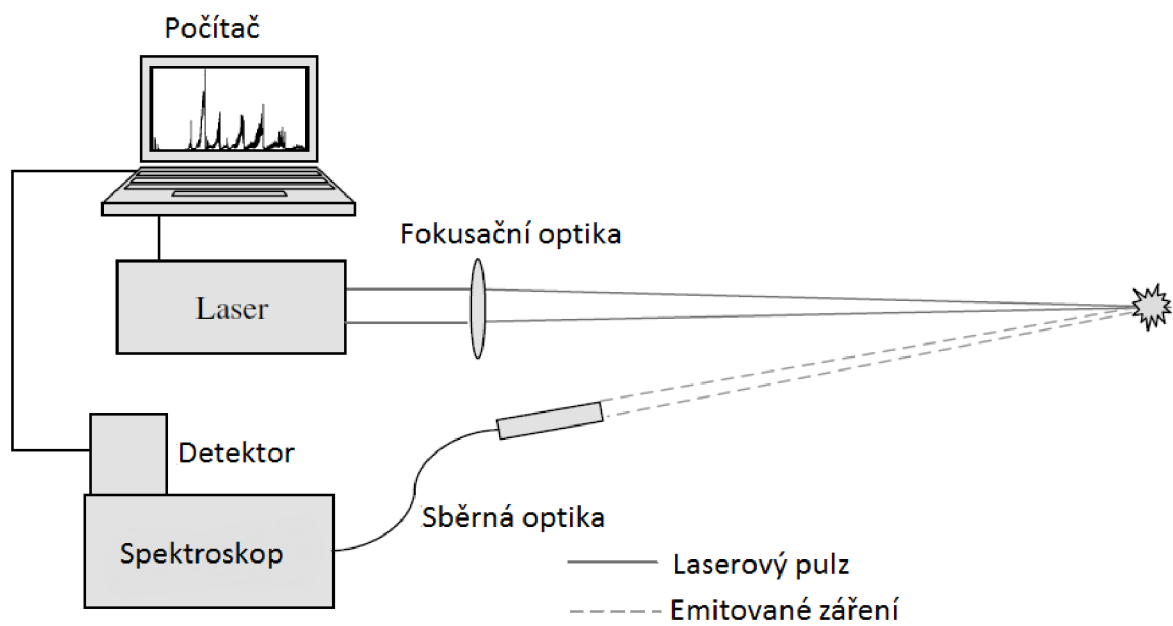 Počítač
Fokusační optika
Laser
Detektor
Sběrná optika
Spektroskop
Laserový pulz
Emitované záření